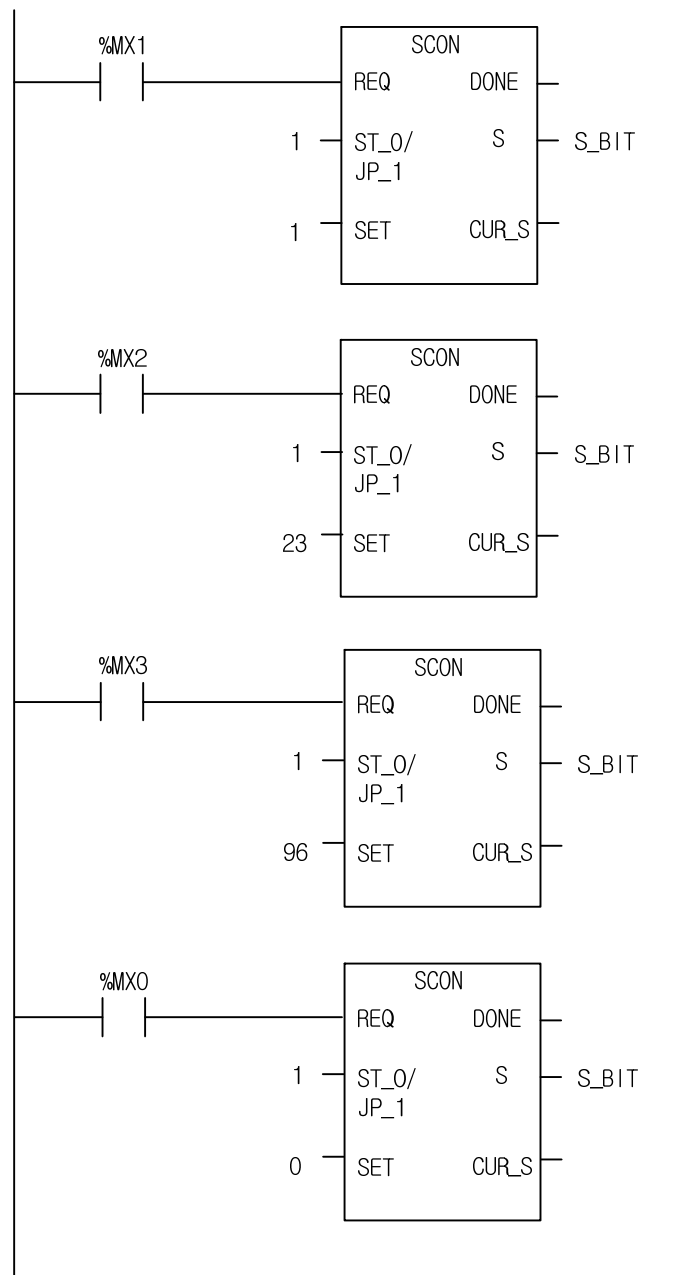 %MX1
SCON
REQ DONE
1 ST_0/ S S_BIT
JP_1
1 SET CUR_S
%MX2
SCON
REQ DONE
1 ST_0/ S S_BIT
JP_1
23 SET CUR_S
%MX3
SCON
REQ DONE
1 ST_0/ S S_BIT
JP_1
96 SET CUR_S
%MX0
SCON
REQ DONE
1 ST_0/ S S_BIT
JP_1
0 SET CUR_S